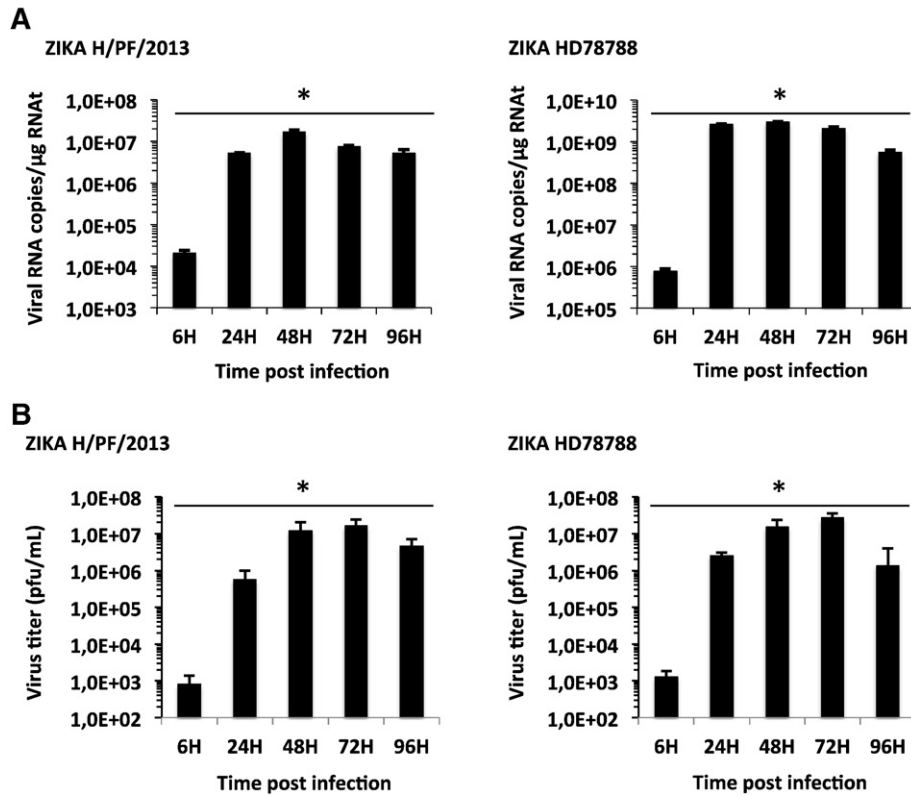 A
ZIKA H/PF/2013
Viral RNA copies/µg RNAt
1,0E+08
1,0E+07
1,0E+06
1,0E+05
1,0E+04
1,0E+03
*
6H 24H 48H 72H 96H
Time post infection
ZIKA HD78788
Viral RNA copies/µg RNAt
1,0E+10
1,0E+09
1,0E+08
1,0E+07
1,0E+06
1,0E+05
*
6H 24H 48H 72H 96H
Time post infection
B
ZIKA H/PF/2013
Virus titer (pfu/mL)
1,0E+08
1,0E+07
1,0E+06
1,0E+05
1,0E+04
1,0E+03
1,0E+02
*
6H 24H 48H 72H 96H
Time post infection
ZIKA HD78788
Virus titer (pfu/mL)
1,0E+08
1,0E+07
1,0E+06
1,0E+05
1,0E+04
1,0E+03
1,0E+02
*
6H 24H 48H 72H 96H
Time post infection